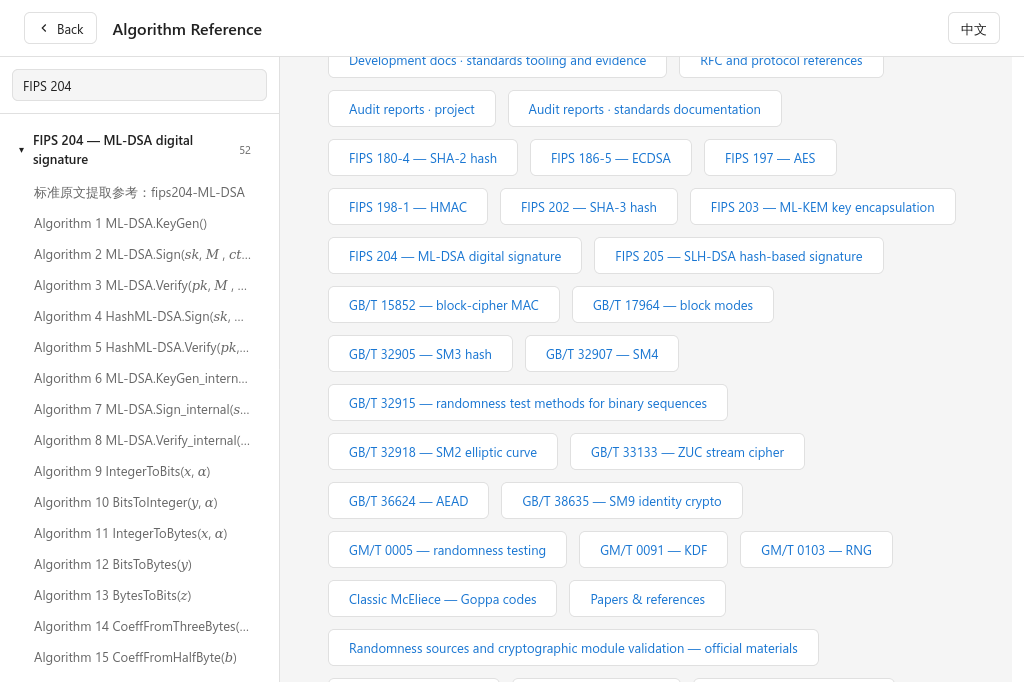 Back
Algorithm Reference
中文
FIPS 204
FIPS 204 — ML-DSA digital
signature
52
标准原文提取参考：fips204-ML-DSA
Algorithm 1 ML-DSA.KeyGen()
Algorithm 2 ML-DSA.Sign(sk, M , ct...
Algorithm 3 ML-DSA.Verify(pk, M , ...
Algorithm 4 HashML-DSA.Sign(sk, ...
Algorithm 5 HashML-DSA.Verify(pk,...
Algorithm 6 ML-DSA.KeyGen_intern...
Algorithm 7 ML-DSA.Sign_internal(s...
Algorithm 8 ML-DSA.Verify_internal(...
Algorithm 9 IntegerToBits(x, α)
Algorithm 10 BitsToInteger(y, α)
Algorithm 11 IntegerToBytes(x, α)
Algorithm 12 BitsToBytes(y)
Algorithm 13 BytesToBits(z)
Algorithm 14 CoeffFromThreeBytes(...
Algorithm 15 CoeffFromHalfByte(b)
Development docs · standards tooling and evidence
RFC and protocol references
Audit reports · project
Audit reports · standards documentation
FIPS 180-4 — SHA-2 hash
FIPS 186-5 — ECDSA
FIPS 197 — AES
FIPS 198-1 — HMAC
FIPS 202 — SHA-3 hash
FIPS 203 — ML-KEM key encapsulation
FIPS 204 — ML-DSA digital signature
FIPS 205 — SLH-DSA hash-based signature
GB/T 15852 — block-cipher MAC
GB/T 17964 — block modes
GB/T 32905 — SM3 hash
GB/T 32907 — SM4
GB/T 32915 — randomness test methods for binary sequences
GB/T 32918 — SM2 elliptic curve
GB/T 33133 — ZUC stream cipher
GB/T 36624 — AEAD
GB/T 38635 — SM9 identity crypto
GM/T 0005 — randomness testing
GM/T 0091 — KDF
GM/T 0103 — RNG
Classic McEliece — Goppa codes
Papers & references
Randomness sources and cryptographic module validation — official materials